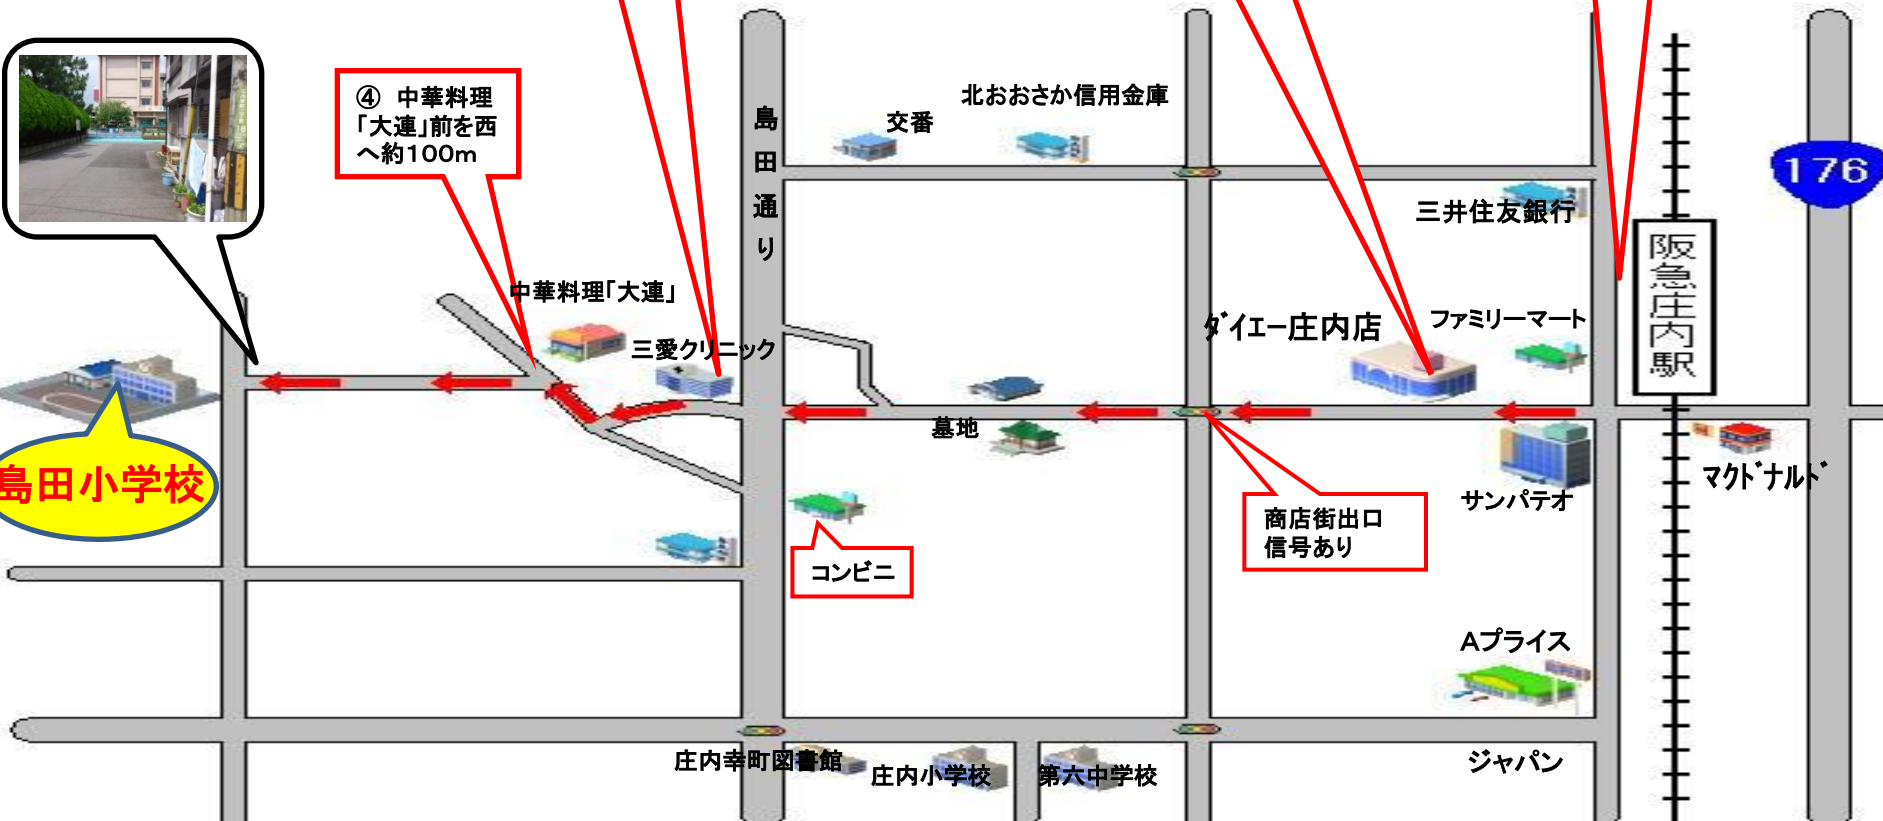 ④ 中華料理
「大連」前を西
へ約100m
島田通り
交番
北おおさか信用金庫
176
三井住友銀行
阪急庄内駅
中華料理「大連」
三愛クリニック
ダイエー庄内店
ファミリーマート
墓地
島田小学校
サンパテオ
マクドナルド
商店街出口
信号あり
コンビニ
Aプライス
庄内幸町図書館
庄内小学校
第六中学校
ジャパン